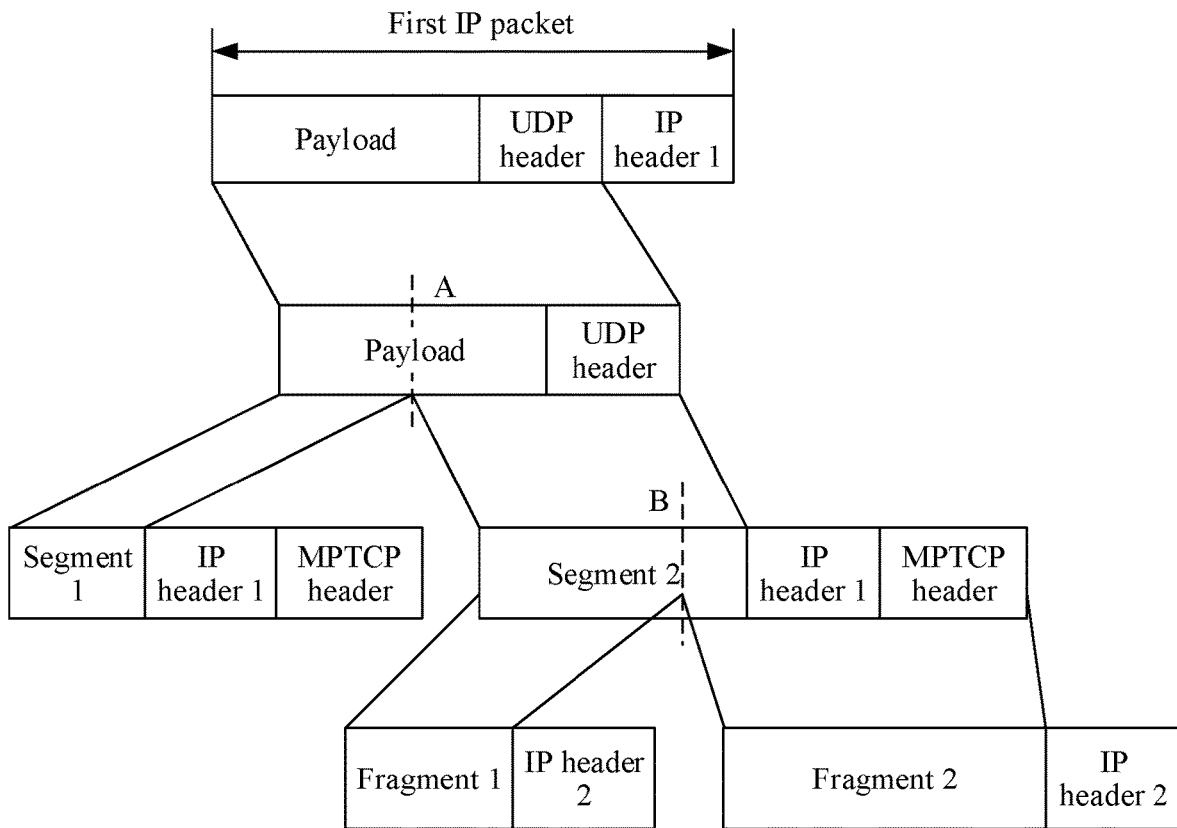 First IP packet
Payload
UDP
header
IP
header 1
A
Payload
UDP
header
B
Segment
1
IP
header 1
MPTCP
header
Segment 2
IP
header 1
MPTCP
header
Fragment 1
IP header
2
Fragment 2
IP
header 2